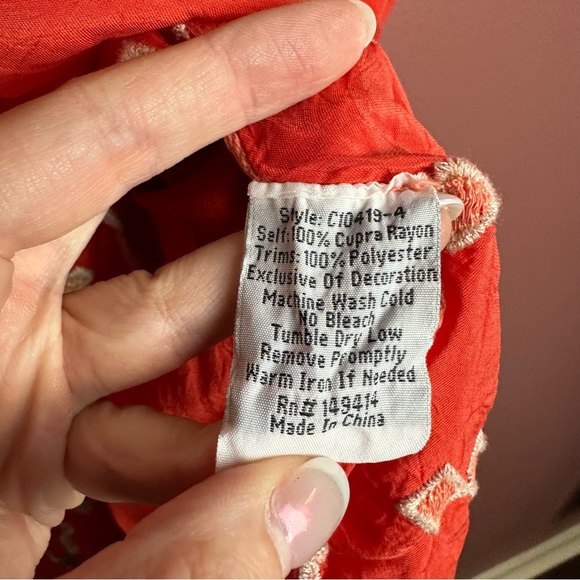 Style: C10419-4
Self:100% Cupra Rayon
Trims:100% Polyester
Exclusive Of Decoration
Machine Wash Cold
No Bleach
Tumble Dry Low
Remove Promptly
Warm Iron If Needed
Rn# 149414
Made In China